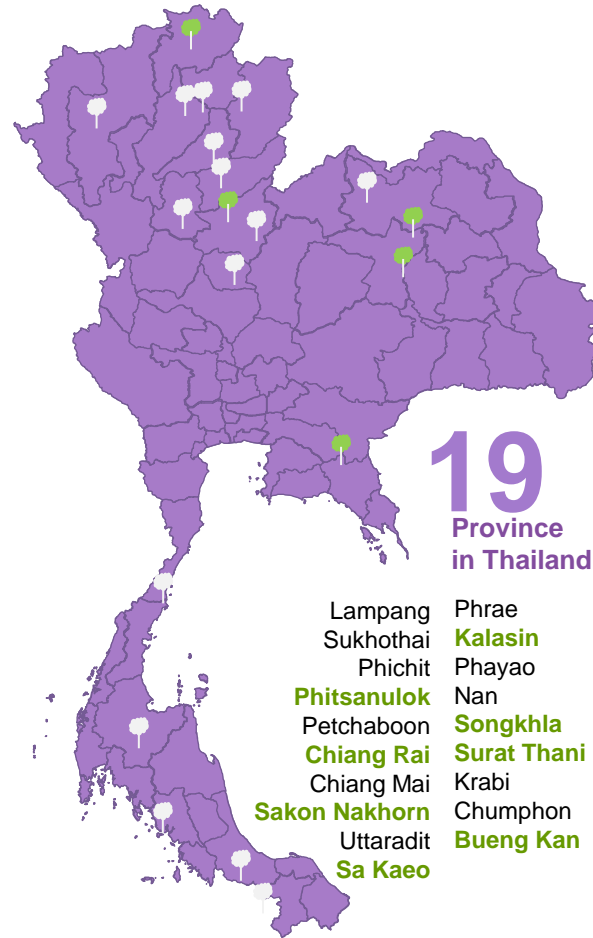 19
Province
in Thailand
Lampang
Sukhothai
Phichit
Phitsanulok
Petchaboon
Chiang Rai
Chiang Mai
Sakon Nakhorn
Uttaradit
Sa Kaeo
Phrae
Kalasin
Phayao
Nan
Songkhla
Surat Thani
Krabi
Chumphon
Bueng Kan